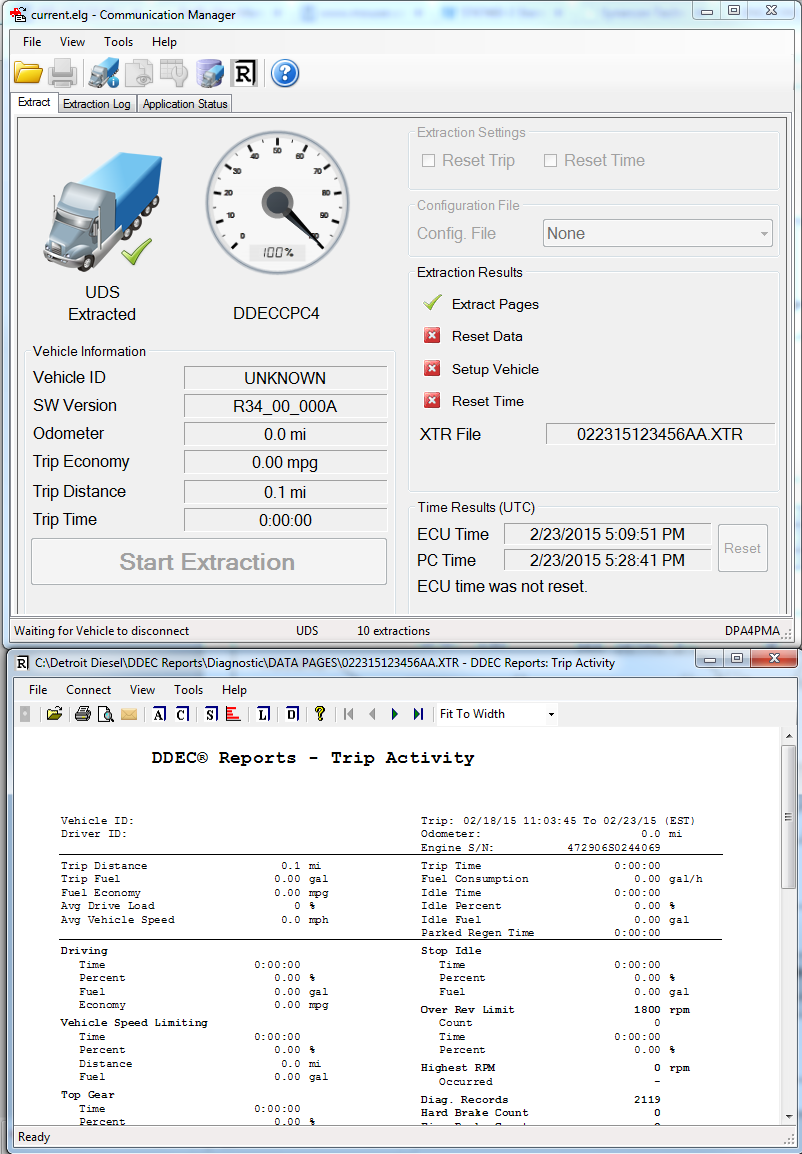 current.elg - Communication Manager
File View Tools Help
R ?
Extract Extraction Log Application Status
0 10 20 30 40 50 60 70 80 90
100%
UDS
Extracted
DDECCPC4
Vehicle Information
Vehicle ID UNKNOWN
SW Version R34_00_000A
Odometer 0.0 mi
Trip Economy 0.00 mpg
Trip Distance 0.1 mi
Trip Time 0:00:00
Start Extraction
Extraction Settings
Reset Trip Reset Time
Configuration File
Config. File None
Extraction Results
Extract Pages
Reset Data
Setup Vehicle
Reset Time
XTR File 022315123456AA.XTR
Time Results (UTC)
ECU Time 2/23/2015 5:09:51 PM
PC Time 2/23/2015 5:28:41 PM
Reset
ECU time was not reset.
Waiting for Vehicle to disconnect UDS 10 extractions DPA4PMA
R C:\Detroit Diesel\DDEC Reports\Diagnostic\DATA PAGES\022315123456AA.XTR - DDEC Reports: Trip Activity
File Connect View Tools Help
A C S L D ? Fit To Width
DDEC® Reports - Trip Activity
Vehicle ID: Trip: 02/18/15 11:03:45 To 02/23/15 (EST)
Driver ID: Odometer: 0.0 mi
Engine S/N: 472906S0244069
Trip Distance 0.1 mi Trip Time 0:00:00
Trip Fuel 0.00 gal Fuel Consumption 0.00 gal/h
Fuel Economy 0.00 mpg Idle Time 0:00:00
Avg Drive Load 0 % Idle Percent 0.00 %
Avg Vehicle Speed 0.0 mph Idle Fuel 0.00 gal
Parked Regen Time 0:00:00
Driving Stop Idle
Time 0:00:00 Time 0:00:00
Percent 0.00 % Percent 0.00 %
Fuel 0.00 gal Fuel 0.00 gal
Economy 0.00 mpg Over Rev Limit 1800 rpm
Vehicle Speed Limiting Count 0
Time 0:00:00 Time 0:00:00
Percent 0.00 % Percent 0.00 %
Distance 0.0 mi Highest RPM 0 rpm
Fuel 0.00 gal Occurred -
Top Gear Diag. Records 2119
Time 0:00:00 Hard Brake Count 0
Percent 0.00 %
Ready